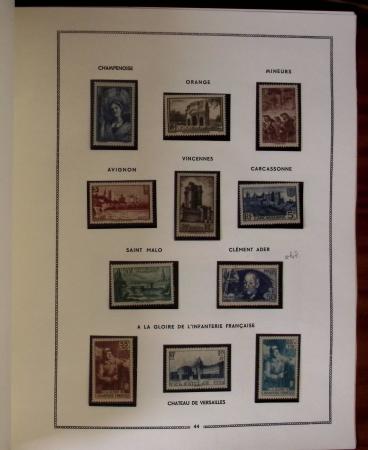 CHAMPENOISE
ORANGE
MINEURS
AVIGNON
VINCENNES
CARCASSONNE
SAINT MALO
CLÉMENT ADER
A LA GLOIRE DE L'INFANTERIE FRANÇAISE
VERSAILLES
CHATEAU DE VERSAILLES
44